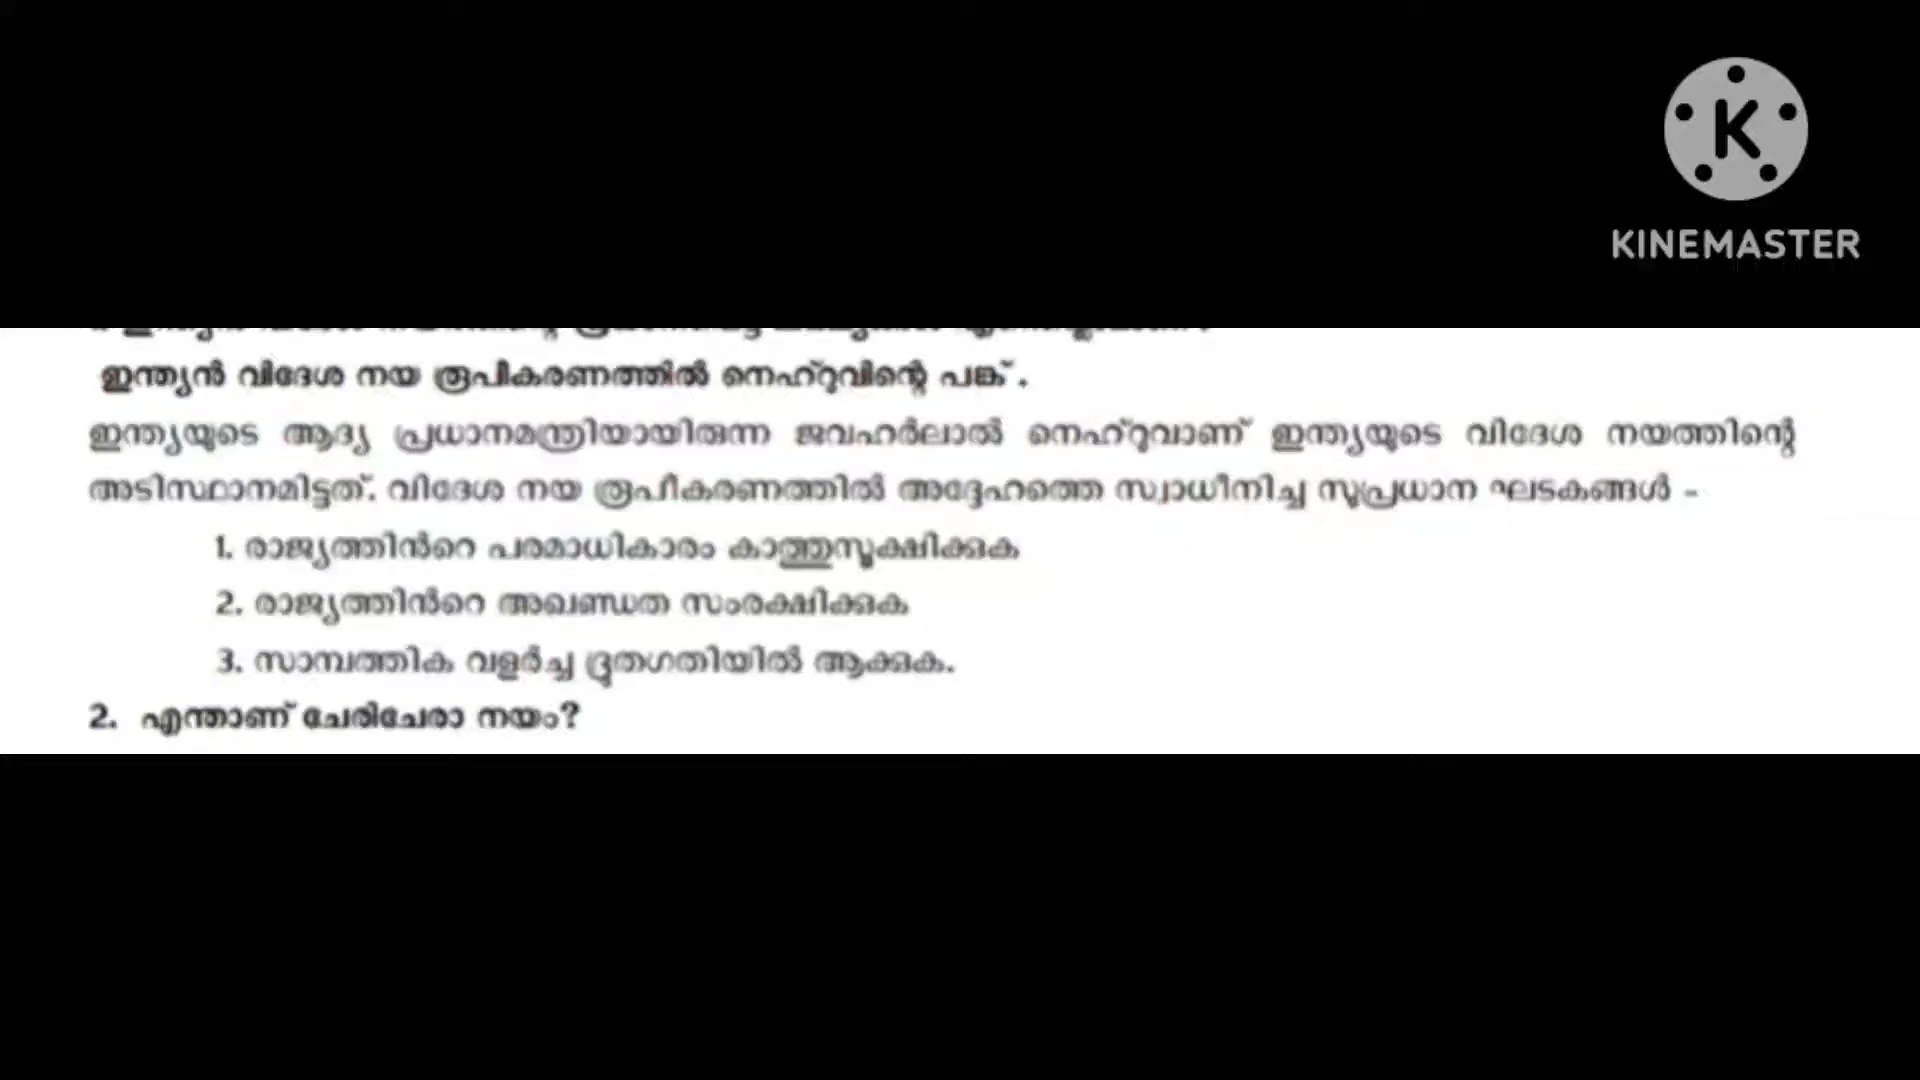 KINEMASTER
ഇന്ത്യൻ വിദേശ നയ രൂപികരണത്തിൽ നെഹ്റുവിന്റെ പങ്ക് .
ഇന്ത്യയുടെ ആദ്യ പ്രധാനമന്ത്രിയായിരുന്ന ജവഹർലാൽ നെഹ്റുവാണ് ഇന്ത്യയുടെ വിദേശ നയത്തിന്റെ
അടിസ്ഥാനമിട്ടത്. വിദേശ നയ രൂപീകരണത്തിൽ അദ്ദേഹത്തെ സ്വാധീനിച്ച സുപ്രധാന ഘടകങ്ങൾ -
1. രാജ്യത്തിൻറെ പരമാധികാരം കാത്തുസൂക്ഷിക്കുക
2. രാജ്യത്തിൻറെ അഖണ്ഡത സംരക്ഷിക്കുക
3. സാമ്പത്തിക വളർച്ച ദ്രുതഗതിയിൽ ആക്കുക.
2. എന്താണ് ചേരിചേരാ നയം?